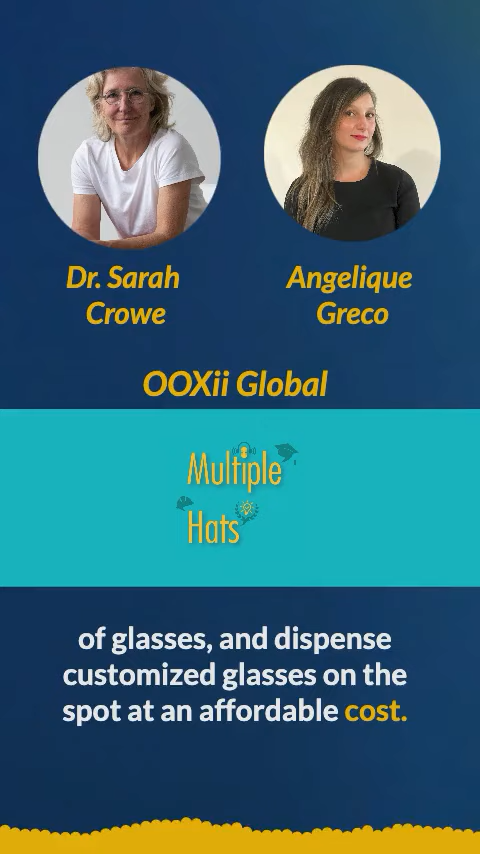 Dr. Sarah
Crowe
Angelique
Greco
OOXii Global
Multiple
Hats
of glasses, and dispense
customized glasses on the
spot at an affordable cost.